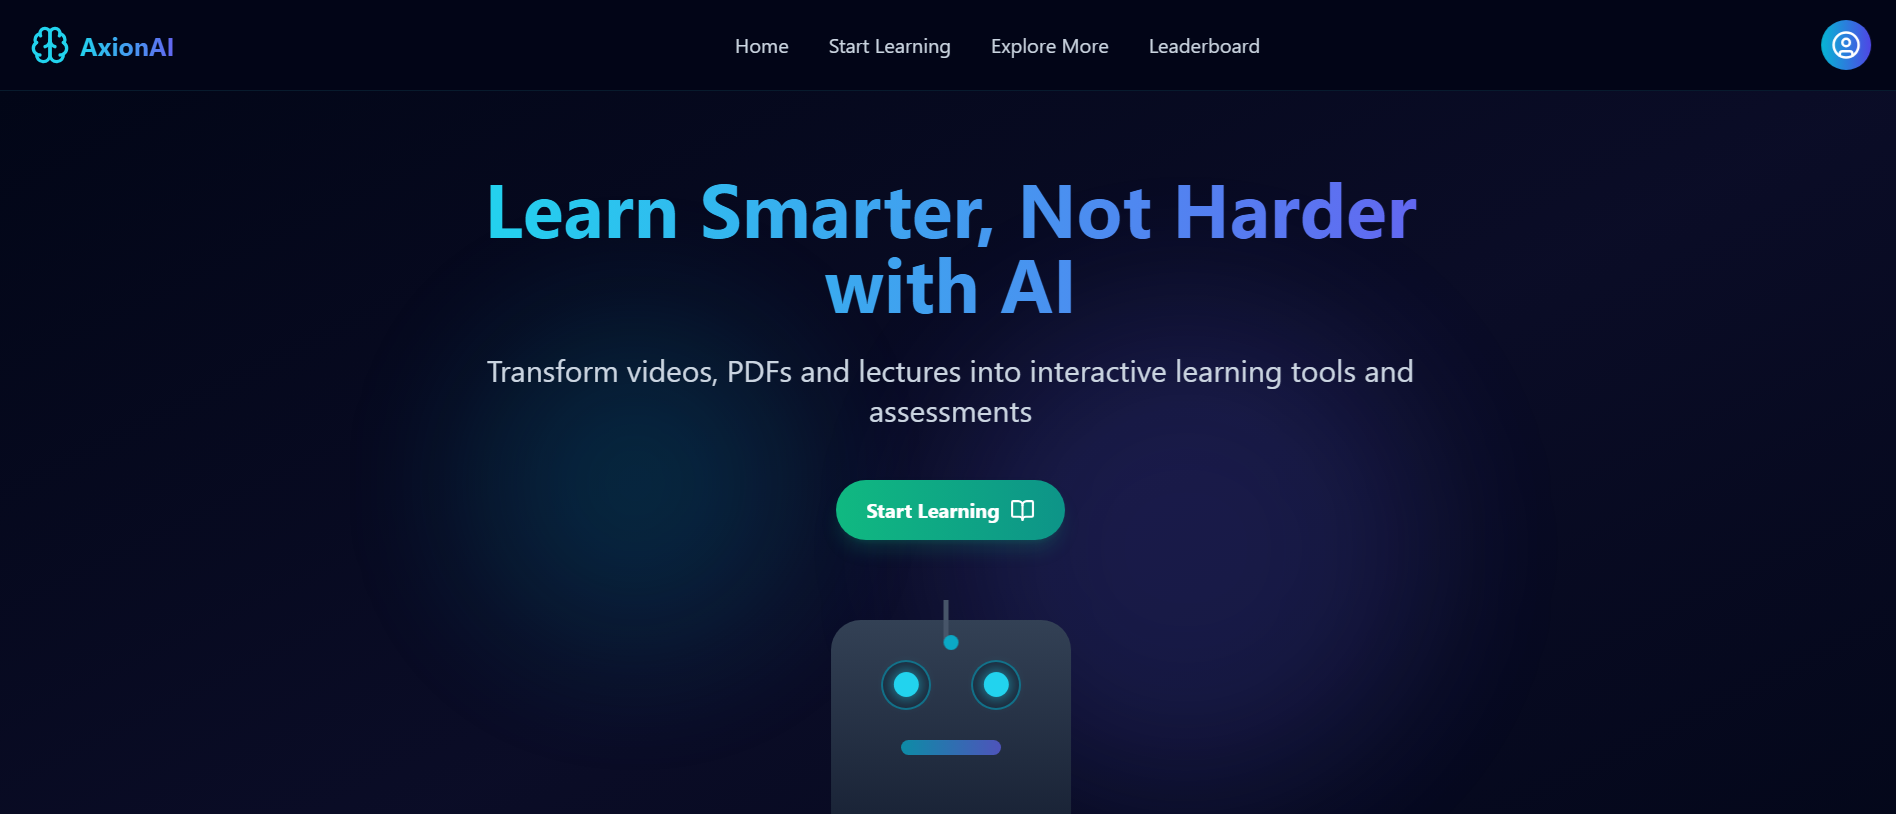 AxionAI
Home
Start Learning
Explore More
Leaderboard
Learn Smarter, Not Harder
with AI
Transform videos, PDFs and lectures into interactive learning tools and
assessments
Start Learning